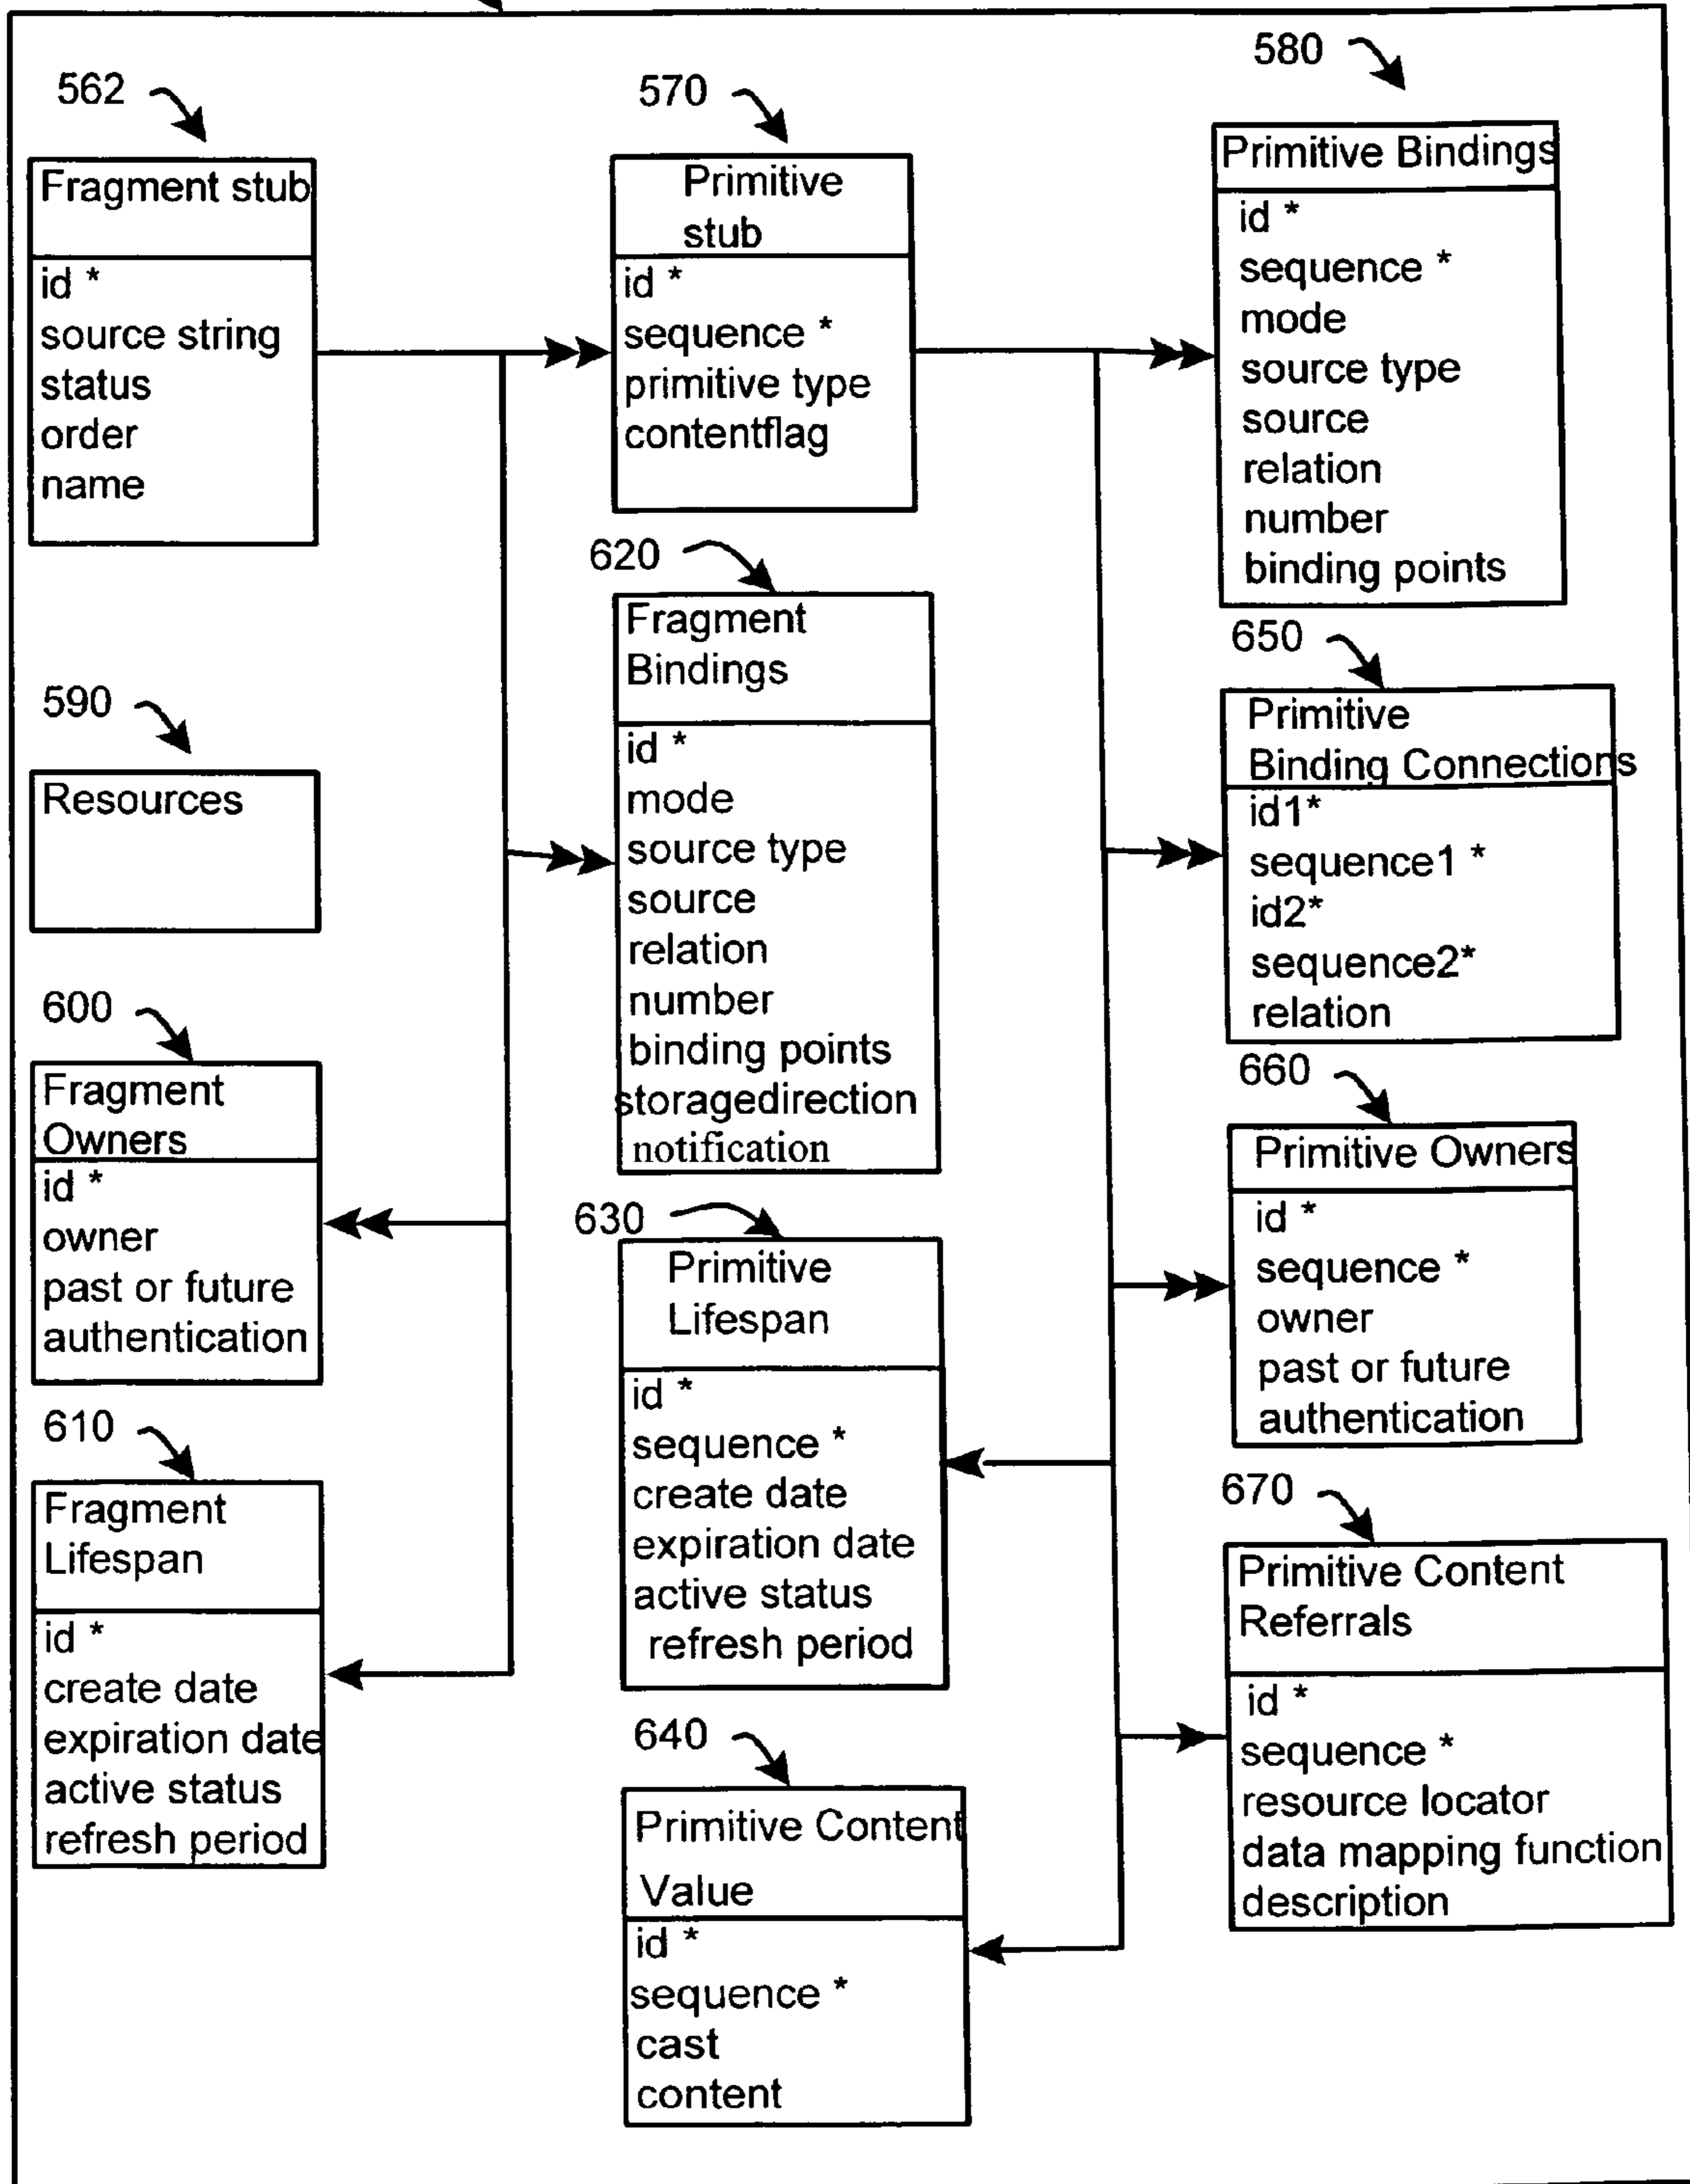 562
Fragment stub
id *
source string
status
order
name
590
Resources
600
Fragment
Owners
id *
owner
past or future
authentication
610
Fragment
Lifespan
id *
create date
expiration date
active status
refresh period
570
Primitive
stub
id *
sequence *
primitive type
contentflag
620
Fragment
Bindings
id *
mode
source type
source
relation
number
binding points
storagedirection
notification
630
Primitive
Lifespan
id *
sequence *
create date
expiration date
active status
refresh period
640
Primitive Content
Value
id *
sequence *
cast
content
580
Primitive Bindings
id *
sequence *
mode
source type
source
relation
number
binding points
650
Primitive
Binding Connections
id1*
sequence1 *
id2*
sequence2*
relation
660
Primitive Owners
id *
sequence *
owner
past or future
authentication
670
Primitive Content
Referrals
id *
sequence *
resource locator
data mapping function
description